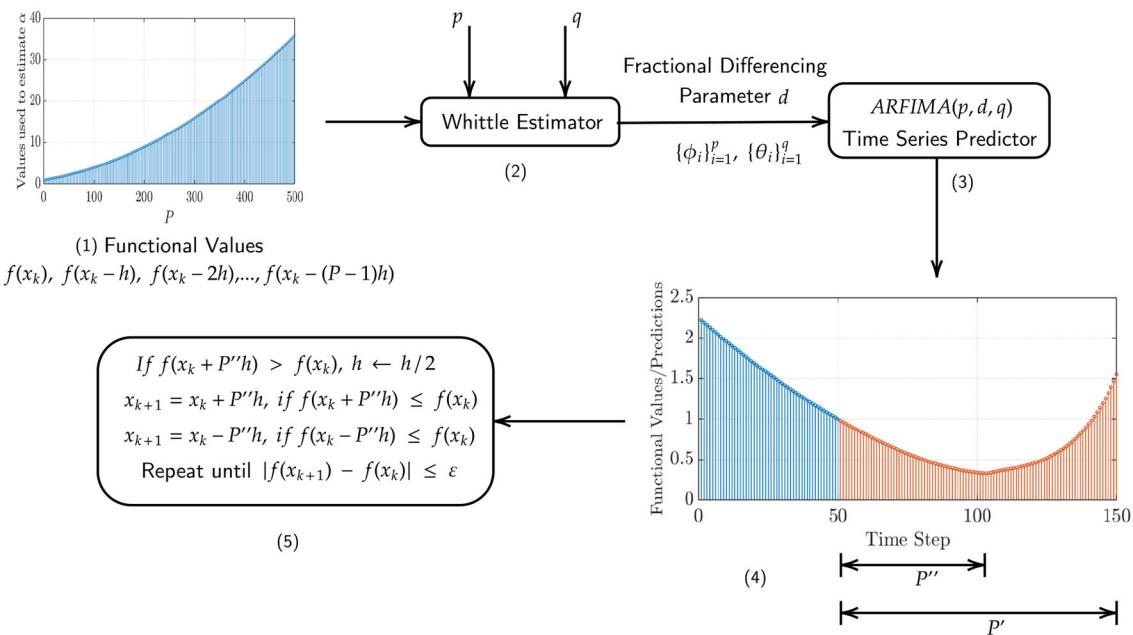 Values used to estimate α
40
30
20
10
0
0 100 200 300 400 500
P
(1) Functional Values
f(x_k), f(x_k − h), f(x_k − 2h),..., f(x_k − (P − 1)h)
p q
Whittle Estimator
(2)
Fractional Differencing
Parameter d
{ϕ_i}_{i=1}^p, {θ_i}_{i=1}^q
ARFIMA(p, d, q)
Time Series Predictor
(3)
Functional Values/Predictions
2.5
2
1.5
1
0.5
0
0 50 100 150
Time Step
P''
(4)
P'
If f(x_k + P''h) > f(x_k), h ← h/2
x_{k+1} = x_k + P''h, if f(x_k + P''h) ≤ f(x_k)
x_{k+1} = x_k − P''h, if f(x_k − P''h) ≤ f(x_k)
Repeat until |f(x_{k+1}) − f(x_k)| ≤ ε
(5)